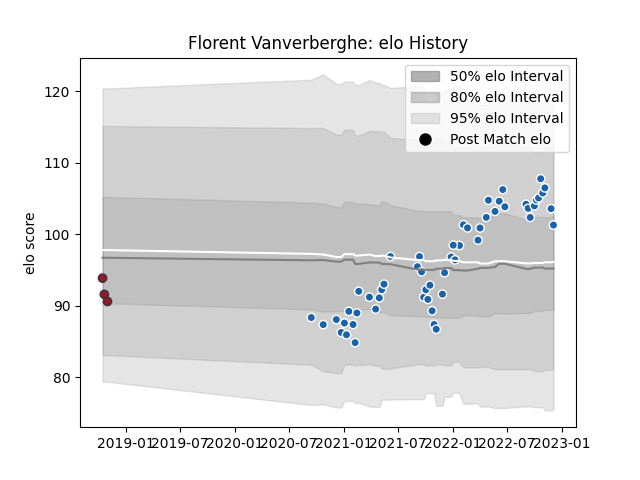 Florent Vanverberghe: elo History
50% elo Interval
80% elo Interval
95% elo Interval
Post Match elo
elo score
120
110
100
90
80
2019-01 2019-07 2020-01 2020-07 2021-01 2021-07 2022-01 2022-07 2023-01